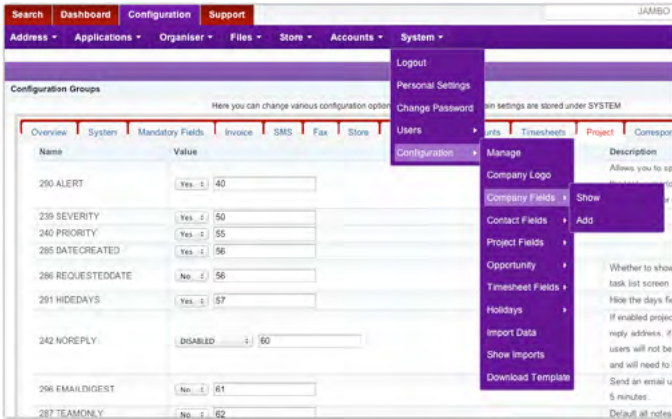 Search Dashboard Configuration Support JAMBO
Address Applications Organiser Files Store Accounts System
Logout
Personal Settings
Configuration Groups
Here you can change various configuration option Change Password ain settings are stored under SYSTEM
Users
Overview System Mandatory Fields Invoice SMS Fax Store unts Timesheets Project Correspon
Name Value Configuration Manage Description
Allows you to sp
Company Logo
290 ALERT Yes 40
Company Fields Show
239 SEVERITY Yes 50
Contact Fields Add
240 PRIORITY Yes 55
Project Fields
285 DATECREATED Yes 56
Opportunity Whether to show
286 REQUESTEDDATE No 56
task list screen
Timesheet Fields
291 HIDEDAYS Yes 57 Hide the days fie
Holidays
If enabled projec
Import Data reply address, if
242 NOREPLY DISABLED 60
users will not be
Show Imports
and will need to
Download Template Send an email u
296 EMAILDIGEST No 61
5 minutes
287 TEAMONLY No 62 Default all notes